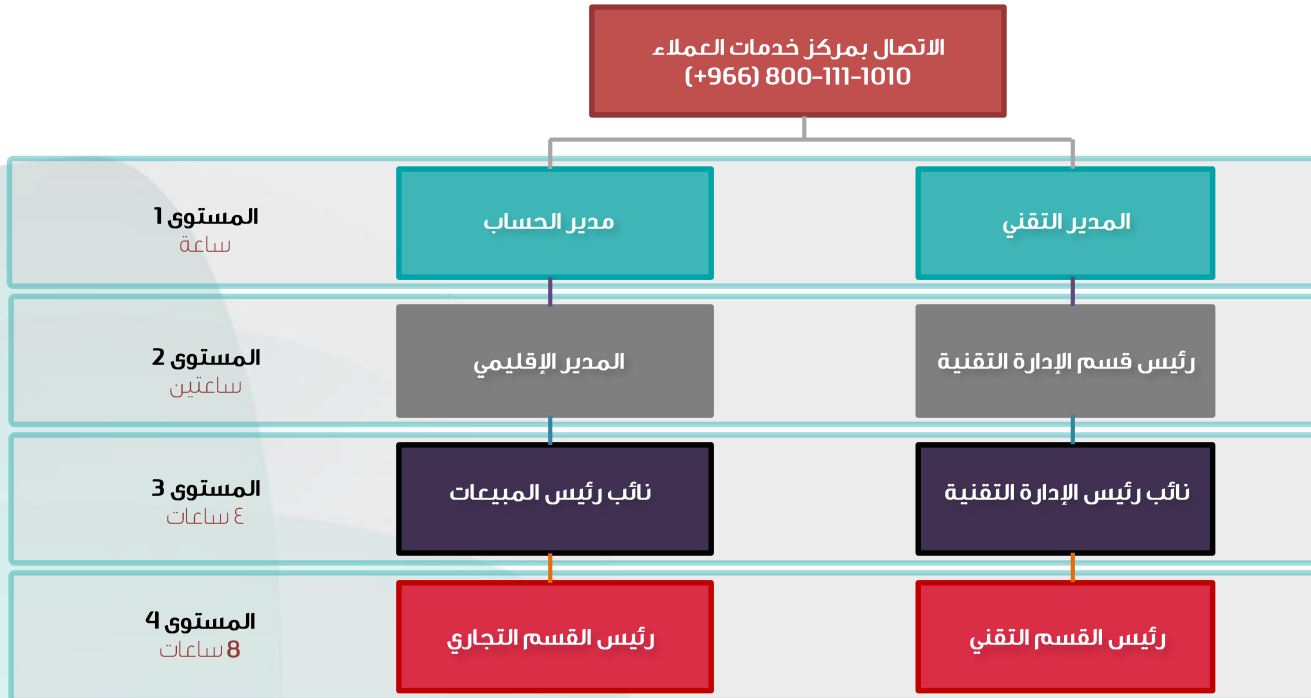 الاتصال بمركز خدمات العملاء
(+966) 800-111-1010
المدير التقني
مدير الحساب
المستوى 1
ساعة
رئيس قسم الإدارة التقنية
المدير الإقليمي
المستوى 2
ساعتين
نائب رئيس الإدارة التقنية
نائب رئيس المبيعات
المستوى 3
٤ ساعات
رئيس القسم التقني
رئيس القسم التجاري
المستوى 4
8 ساعات